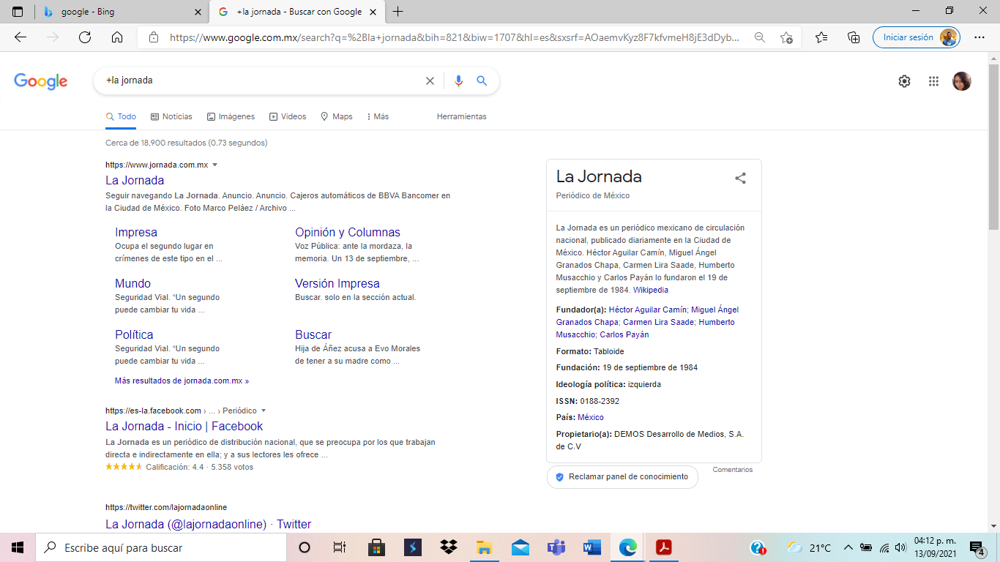 google - Bing
+la jornada - Buscar con Google
https://www.google.com.mx/search?q=%2Bla+jornada&bih=821&biw=1707&hl=es&sxsrf=AOaemvKyz8F7kfvmeH8jE3dDyb...
Iniciar sesión
Google
+la jornada
Todo
Noticias
Imágenes
Videos
Maps
Más
Herramientas
Cerca de 18,900 resultados (0.73 segundos)
https://www.jornada.com.mx
La Jornada
Seguir navegando La Jornada. Anuncio. Anuncio. Cajeros automáticos de BBVA Bancomer en
la Ciudad de México. Foto Marco Peláez / Archivo ...
Impresa
Ocupa el segundo lugar en
crímenes de este tipo en el ...
Opinión y Columnas
Voz Pública: ante la mordaza, la
memoria. Un 13 de septiembre, ...
Mundo
Seguridad Vial. “Un segundo
puede cambiar tu vida ...
Versión Impresa
Buscar. solo en la sección actual.
Política
Seguridad Vial. “Un segundo
puede cambiar tu vida ...
Buscar
Hija de Áñez acusa a Evo Morales
de tener a su madre como ...
Más resultados de jornada.com.mx »
https://es-la.facebook.com › ... › Periódico
La Jornada - Inicio | Facebook
La Jornada es un periódico de distribución nacional, que se preocupa por los que trabajan
directa e indirectamente en ella; y a sus lectores les ofrece ...
Calificación: 4.4 · 5.358 votos
https://twitter.com/lajornadaonline
La Jornada (@lajornadaonline) · Twitter
La Jornada
Periódico de México
La Jornada es un periódico mexicano de circulación
nacional, publicado diariamente en la Ciudad de
México. Héctor Aguilar Camín, Miguel Ángel
Granados Chapa, Carmen Lira Saade, Humberto
Musacchio y Carlos Payán lo fundaron el 19 de
septiembre de 1984. Wikipedia
Fundador(a): Héctor Aguilar Camín; Miguel Ángel
Granados Chapa; Carmen Lira Saade; Humberto
Musacchio; Carlos Payán
Formato: Tabloide
Fundación: 19 de septiembre de 1984
Ideología política: izquierda
ISSN: 0188-2392
País: México
Propietario(a): DEMOS Desarrollo de Medios, S.A.
de C.V
Comentarios
Reclamar panel de conocimiento
Escribe aquí para buscar
21°C
04:12 p. m.
13/09/2021
4